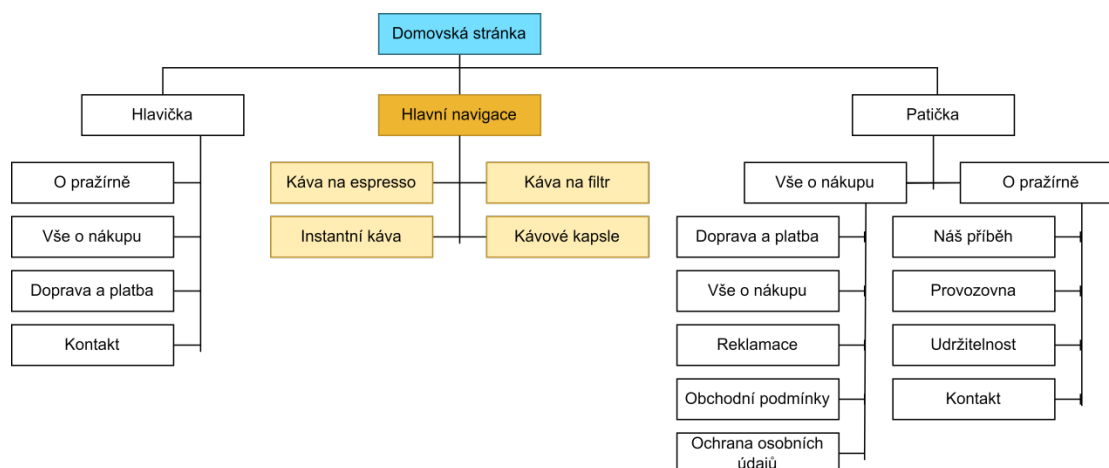 Domovská stránka
Hlavička
Hlavní navigace
Patička
O pražírně
Vše o nákupu
Doprava a platba
Kontakt
Káva na espresso
Káva na filtr
Instantní káva
Kávové kapsle
Vše o nákupu
Doprava a platba
Vše o nákupu
Reklamace
Obchodní podmínky
Ochrana osobních
údajů
O pražírně
Náš příběh
Provozovna
Udržitelnost
Kontakt